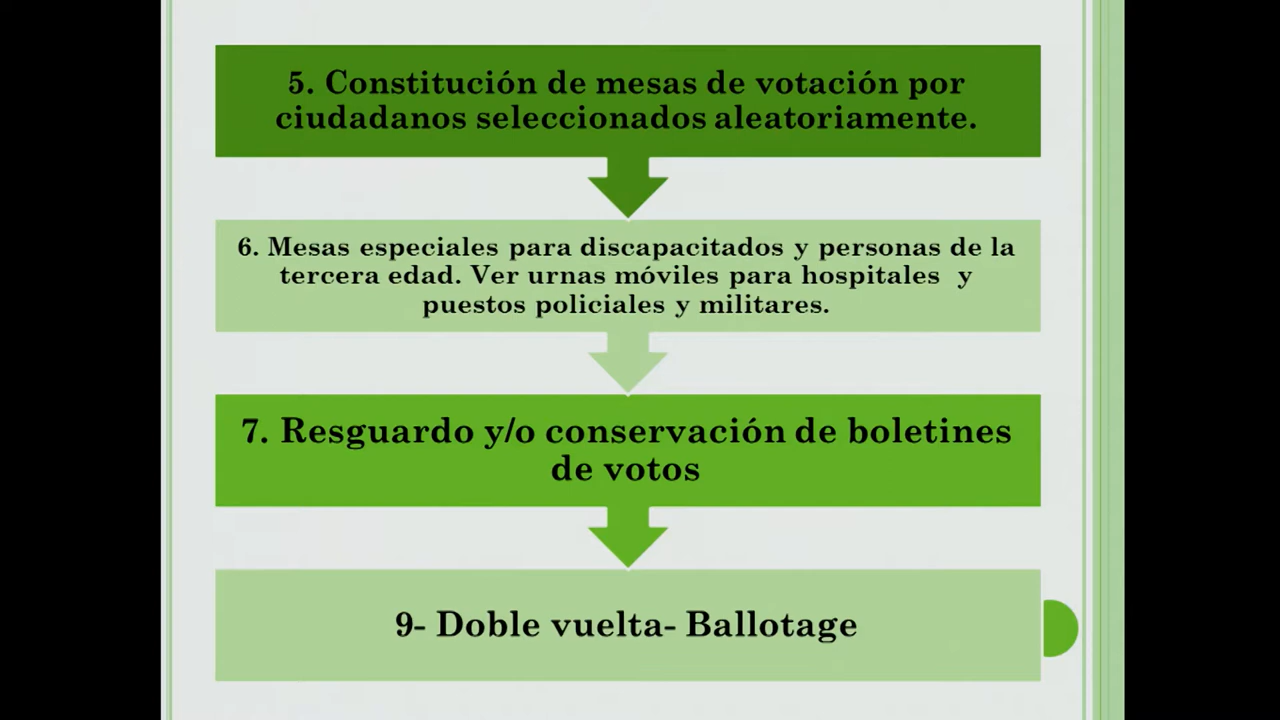 5. Constitución de mesas de votación por
ciudadanos seleccionados aleatoriamente.
6. Mesas especiales para discapacitados y personas de la
tercera edad. Ver urnas móviles para hospitales y
puestos policiales y militares.
7. Resguardo y/o conservación de boletines
de votos
9- Doble vuelta- Ballotage